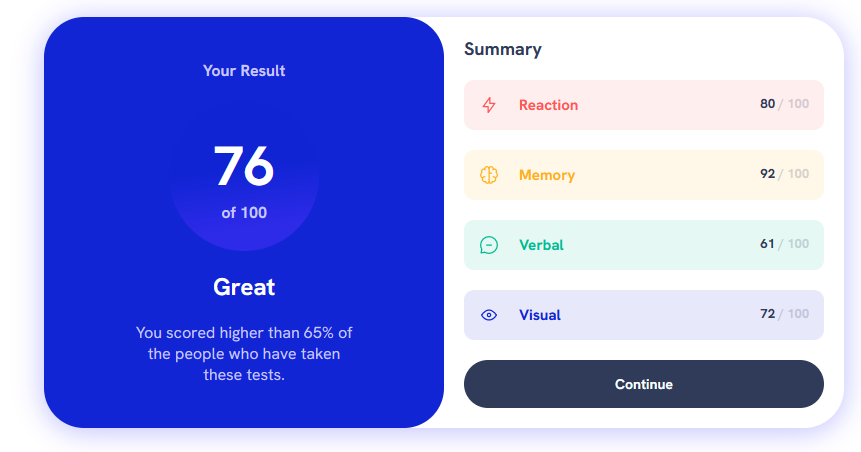 Your Result
76
of 100
Great
You scored higher than 65% of
the people who have taken
these tests.
Summary
Reaction 80 / 100
Memory 92 / 100
Verbal 61 / 100
Visual 72 / 100
Continue